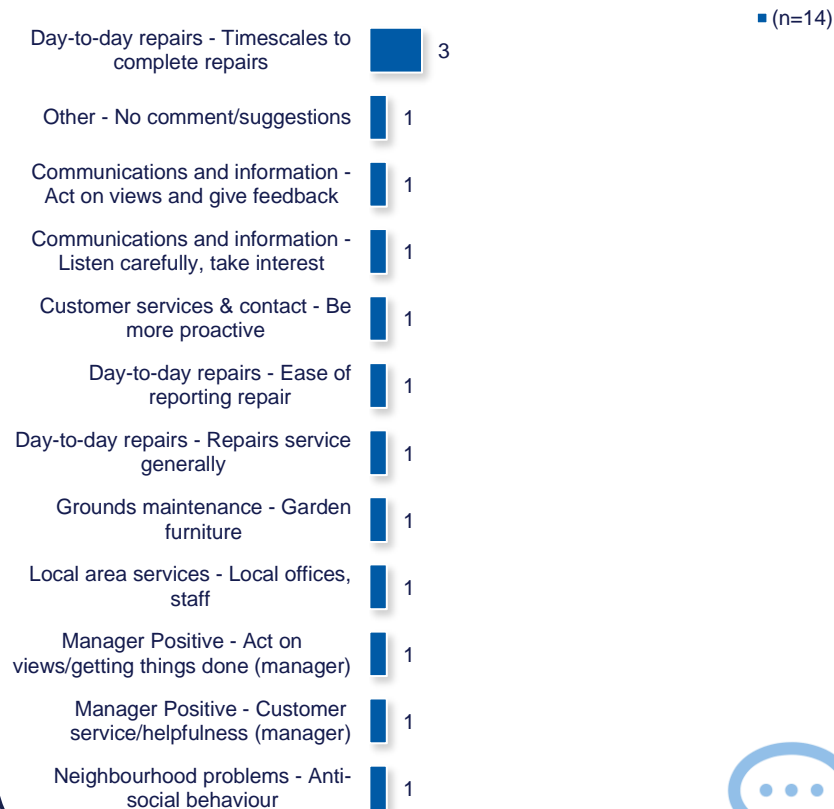 (n=14)
Day-to-day repairs - Timescales to
complete repairs
3
Other - No comment/suggestions
1
Communications and information -
Act on views and give feedback
1
Communications and information -
Listen carefully, take interest
1
Customer services & contact - Be
more proactive
1
Day-to-day repairs - Ease of
reporting repair
1
Day-to-day repairs - Repairs service
generally
1
Grounds maintenance - Garden
furniture
1
Local area services - Local offices,
staff
1
Manager Positive - Act on
views/getting things done (manager)
1
Manager Positive - Customer
service/helpfulness (manager)
1
Neighbourhood problems - Anti-
social behaviour
1